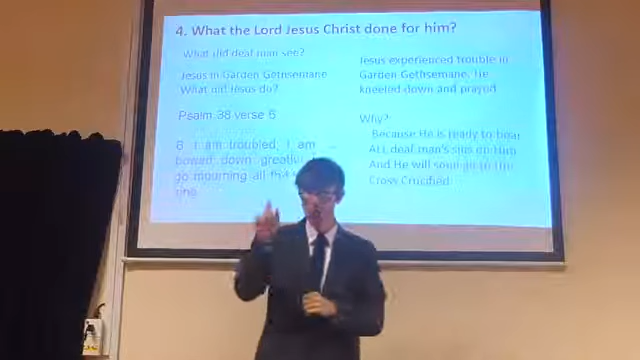 4. What the Lord Jesus Christ done for him?
What did deaf man see?
Jesus in Garden Gethsemane
What did Jesus do?
Psalm 38 verse 6
6 I am troubled, I am
bowed down greatly
go mourning all the
Jesus experienced trouble in
Garden Gethsemane. He
kneeled down and prayed
Why?
Because He is ready to bear
ALL deaf man's sins on Him
And He will soon go to the
Cross Crucified